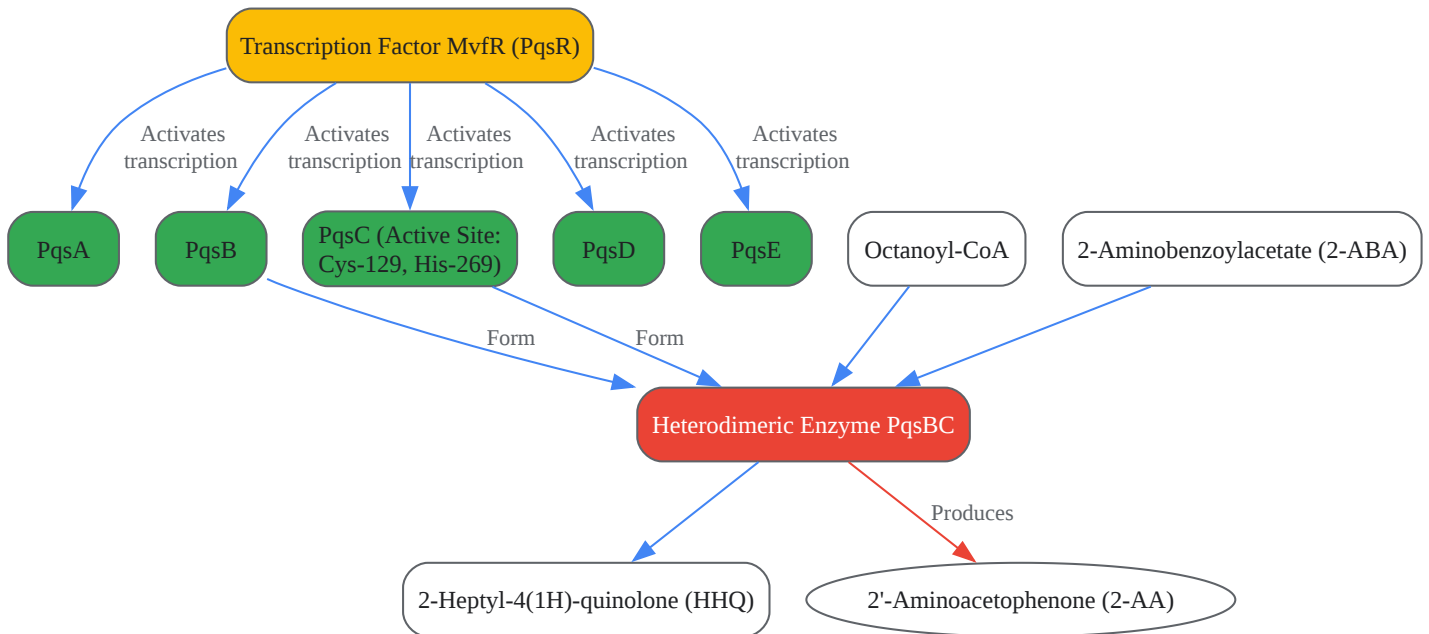 Transcription Factor MvfR (PqsR)
Activates
transcription
Activates
transcription
Activates
transcription
Activates
transcription
Activates
transcription
PqsA
PqsB
PqsC (Active Site:
Cys-129, His-269)
PqsD
PqsE
Octanoyl-CoA
2-Aminobenzoylacetate (2-ABA)
Form
Form
Heterodimeric Enzyme PqsBC
Produces
2-Heptyl-4(1H)-quinolone (HHQ)
2'-Aminoacetophenone (2-AA)